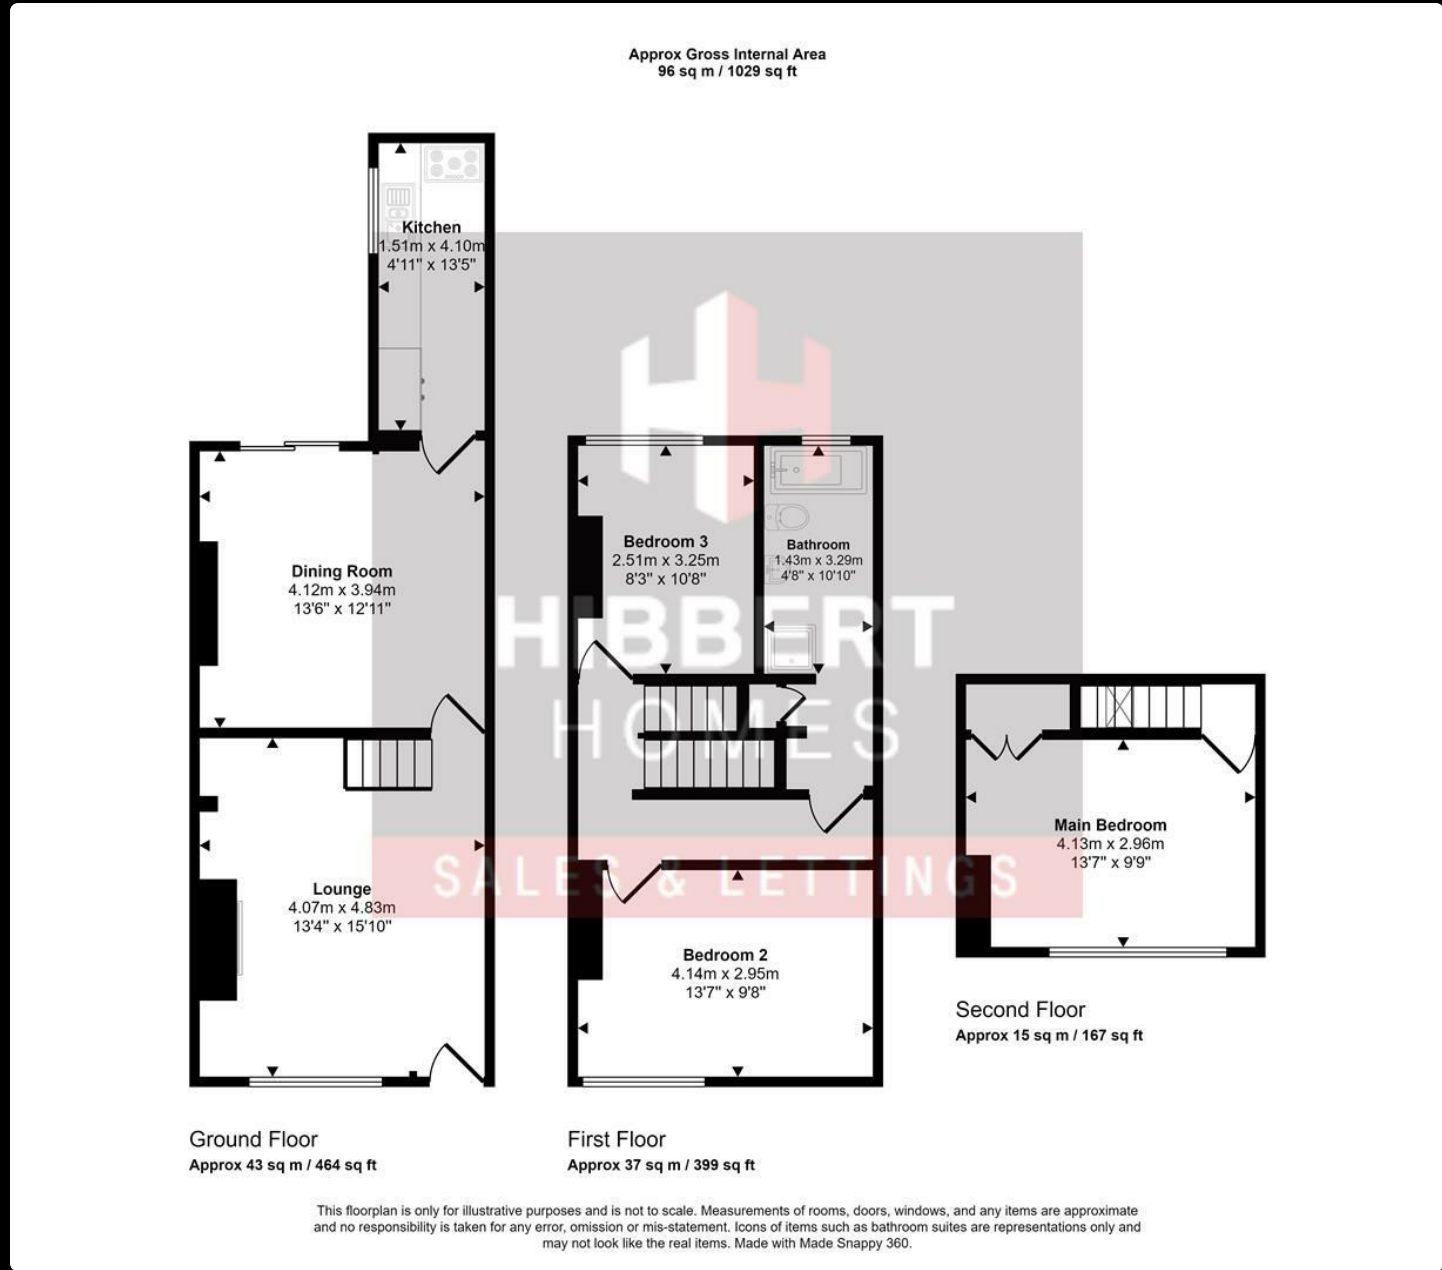 Approx Gross Internal Area
96 sq m / 1029 sq ft
Kitchen
1.51m x 4.10m
4'11" x 13'5"
Dining Room
4.12m x 3.94m
13'6" x 12'11"
Lounge
4.07m x 4.83m
13'4" x 15'10"
Ground Floor
Approx 43 sq m / 464 sq ft
Bedroom 3
2.51m x 3.25m
8'3" x 10'8"
Bathroom
1.43m x 3.29m
4'8" x 10'10"
Bedroom 2
4.14m x 2.95m
13'7" x 9'8"
First Floor
Approx 37 sq m / 399 sq ft
Main Bedroom
4.13m x 2.96m
13'7" x 9'9"
Second Floor
Approx 15 sq m / 167 sq ft
HIBBERT
HOMES
SALES & LETTINGS
This floorplan is only for illustrative purposes and is not to scale. Measurements of rooms, doors, windows, and any items are approximate
and no responsibility is taken for any error, omission or mis-statement. Icons of items such as bathroom suites are representations only and
may not look like the real items. Made with Made Snappy 360.